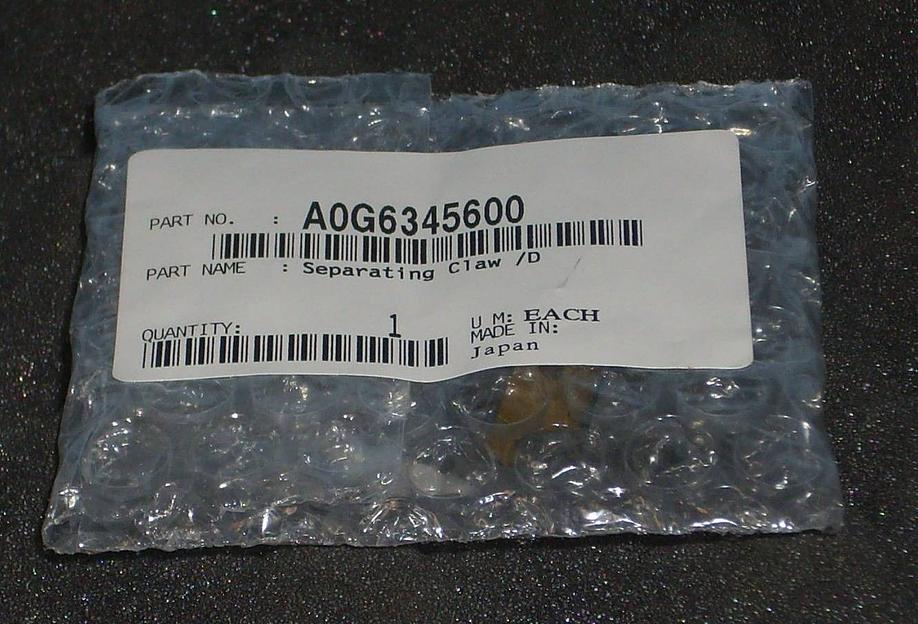 PART NO. : A0G6345600
PART NAME : Separating Claw /D
QUANTITY: 1
U M: EACH
MADE IN:
Japan